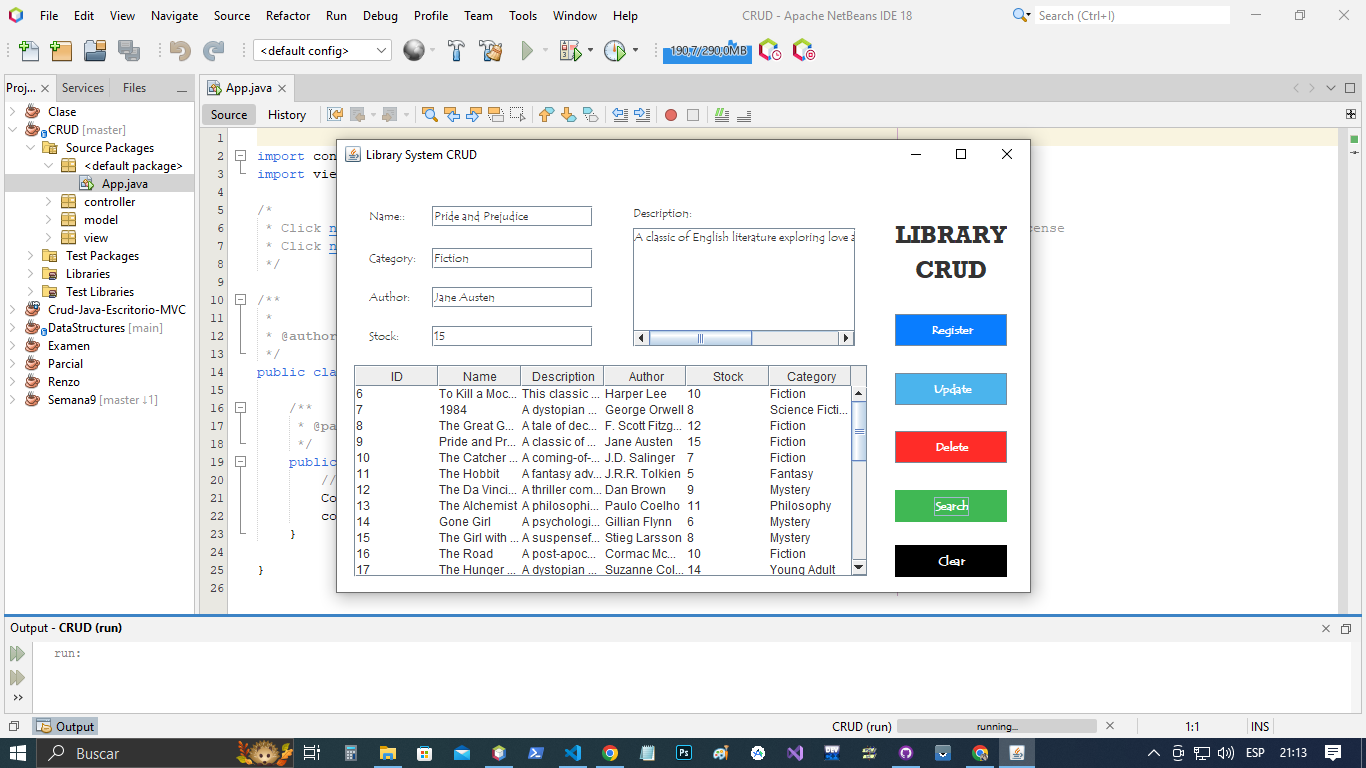 File Edit View Navigate Source Refactor Run Debug Profile Team Tools Window Help
CRUD - Apache NetBeans IDE 18
Search (Ctrl+I)
<default config>
190,7/290,0MB
Proj... Services Files
App.java
Source History
Clase
CRUD [master]
Source Packages
<default package>
App.java
controller
model
view
Test Packages
Libraries
Test Libraries
Crud-Java-Escritorio-MVC
DataStructures [main]
Examen
Parcial
Renzo
Semana9 [master ↓1]
1
2 import con
3 import vie
4
5 /*
6 * Click n
cense
7 * Click n
8 */
9
10 /**
11 *
12 * @author
13 */
14 public cla
15
16 /**
17 * @pa
18 */
19 public
20 //
21 Co
22 co
23 }
24
25 }
26
Library System CRUD
Name::
Pride and Prejudice
Category:
Fiction
Author:
Jane Austen
Stock:
15
Description:
A classic of English literature exploring love a
LIBRARY
CRUD
Register
Update
Delete
Search
Clear
ID Name Description Author Stock Category
6 To Kill a Moc... This classic ... Harper Lee 10 Fiction
7 1984 A dystopian ... George Orwell 8 Science Ficti...
8 The Great G... A tale of dec... F. Scott Fitzg... 12 Fiction
9 Pride and Pr... A classic of ... Jane Austen 15 Fiction
10 The Catcher ... A coming-of-... J.D. Salinger 7 Fiction
11 The Hobbit A fantasy adv... J.R.R. Tolkien 5 Fantasy
12 The Da Vinci... A thriller com... Dan Brown 9 Mystery
13 The Alchemist A philosophi... Paulo Coelho 11 Philosophy
14 Gone Girl A psychologi... Gillian Flynn 6 Mystery
15 The Girl with ... A suspensef... Stieg Larsson 8 Mystery
16 The Road A post-apoc... Cormac Mc... 10 Fiction
17 The Hunger ... A dystopian ... Suzanne Col... 14 Young Adult
Output - CRUD (run)
run:
Output
CRUD (run)
running...
1:1
INS
Buscar
Ps
ESP
21:13